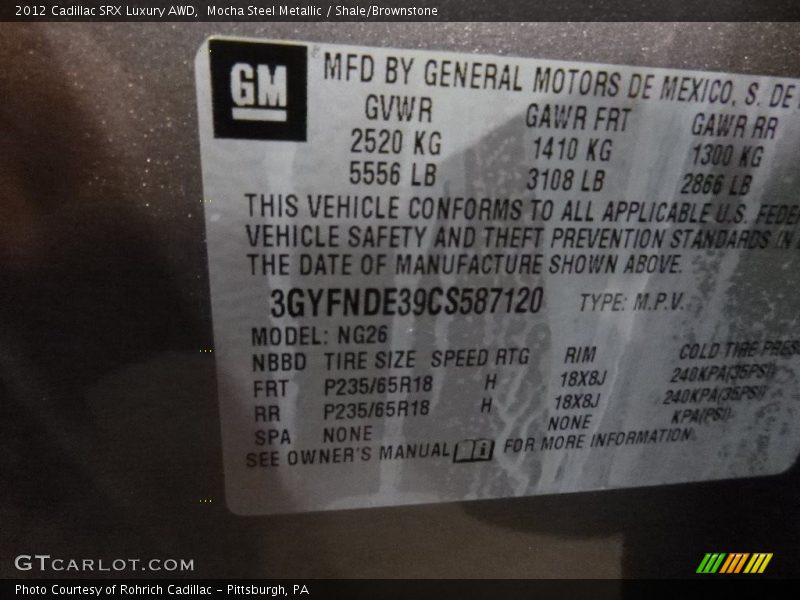 2012 Cadillac SRX Luxury AWD,  Mocha Steel Metallic / Shale/Brownstone
GM
MFD BY GENERAL MOTORS DE MEXICO, S. DE
GVWR GAWR FRT GAWR RR
2520 KG 1410 KG 1300 KG
5556 LB 3108 LB 2866 LB
THIS VEHICLE CONFORMS TO ALL APPLICABLE U.S. FEDE
VEHICLE SAFETY AND THEFT PREVENTION STANDARDS IN
THE DATE OF MANUFACTURE SHOWN ABOVE.
3GYFNDE39CS587120 TYPE: M.P.V.
MODEL: NG26
NBBD TIRE SIZE SPEED RTG RIM COLD TIRE PRES
FRT P235/65R18 H 18X8J 240KPA(35PSI)
RR P235/65R18 H 18X8J 240KPA(35PSI)
SPA NONE NONE KPA(PSI)
SEE OWNER'S MANUAL FOR MORE INFORMATION
GTCARLOT.COM
Photo Courtesy of Rohrich Cadillac - Pittsburgh, PA